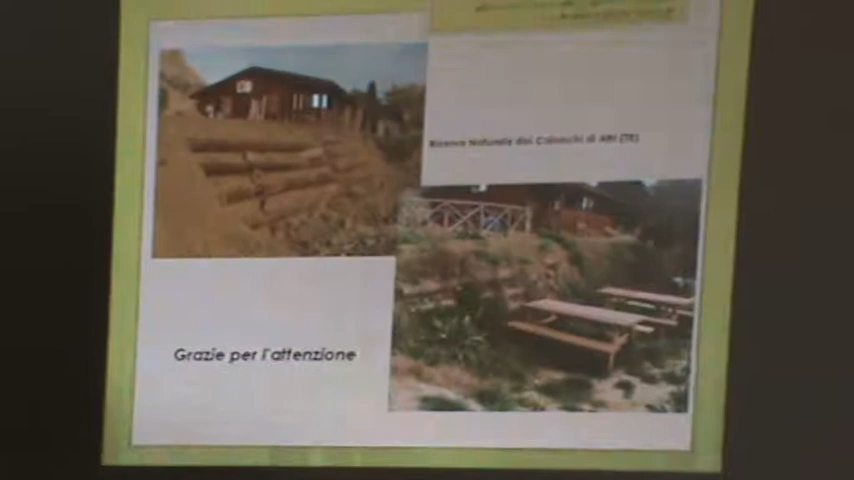 Riserva Naturale dei Calanchi di Atri (TE)
Grazie per l'attenzione